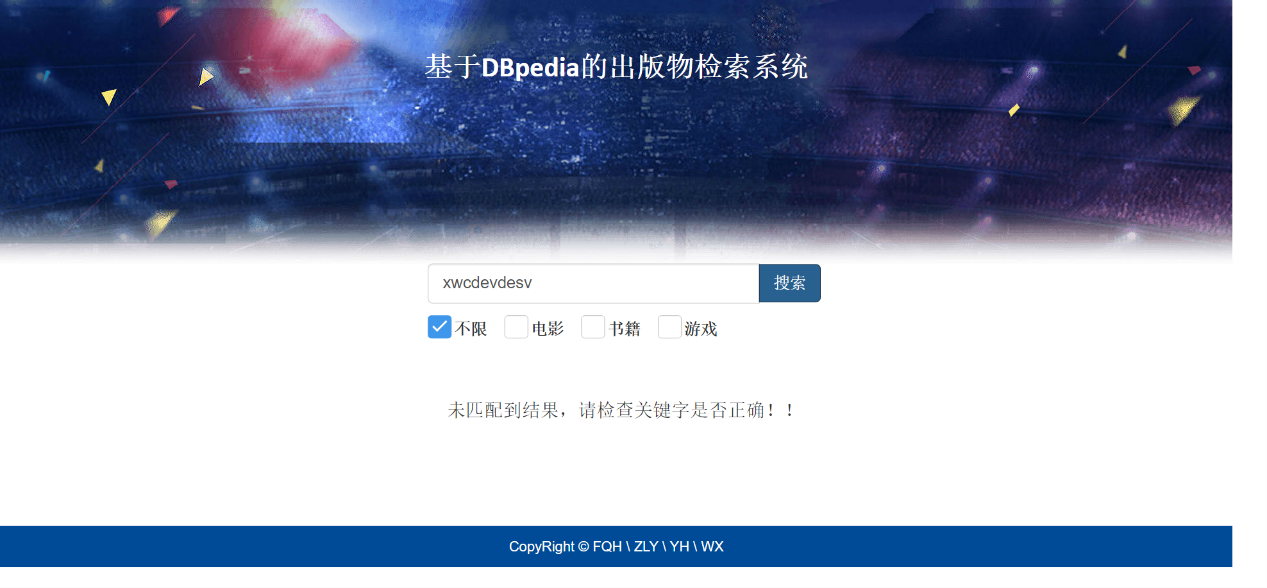 基于DBpedia的出版物检索系统
xwcdevdesv 搜索
不限 电影 书籍 游戏
未匹配到结果，请检查关键字是否正确！！
CopyRight © FQH \ ZLY \ YH \ WX